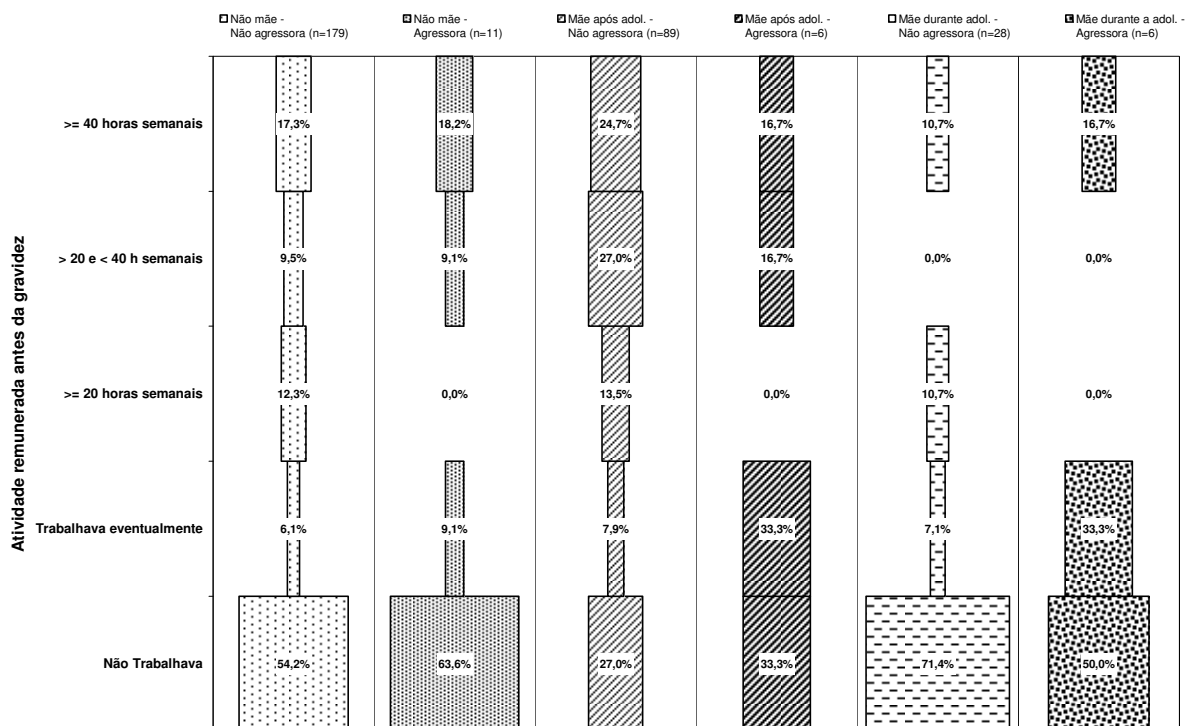 Não mãe -
Não agressora (n=179)
Não mãe -
Agressora (n=11)
Mãe após adol. -
Não agressora (n=89)
Mãe após adol. -
Agressora (n=6)
Mãe durante adol. -
Não agressora (n=28)
Mãe durante a adol. -
Agressora (n=6)
Atividade remunerada antes da gravidez
>= 40 horas semanais
17,3%
18,2%
24,7%
16,7%
10,7%
16,7%
> 20 e < 40 h semanais
9,5%
9,1%
27,0%
16,7%
0,0%
0,0%
>= 20 horas semanais
12,3%
0,0%
13,5%
0,0%
10,7%
0,0%
Trabalhava eventualmente
6,1%
9,1%
7,9%
33,3%
7,1%
33,3%
Não Trabalhava
54,2%
63,6%
27,0%
33,3%
71,4%
50,0%